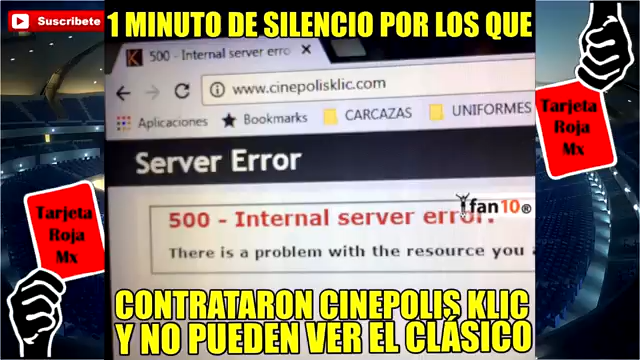 Suscribete
1 MINUTO DE SILENCIO POR LOS QUE
500 - Internal server erro
www.cinepolisklic.com
Aplicaciones
Bookmarks
CARCAZAS
UNIFORMES
Server Error
500 - Internal server error.
There is a problem with the resource you a
fan10®
Tarjeta
Roja
Mx
Tarjeta
Roja
Mx
CONTRATARON CINEPOLIS KLIC
Y NO PUEDEN VER EL CLÁSICO